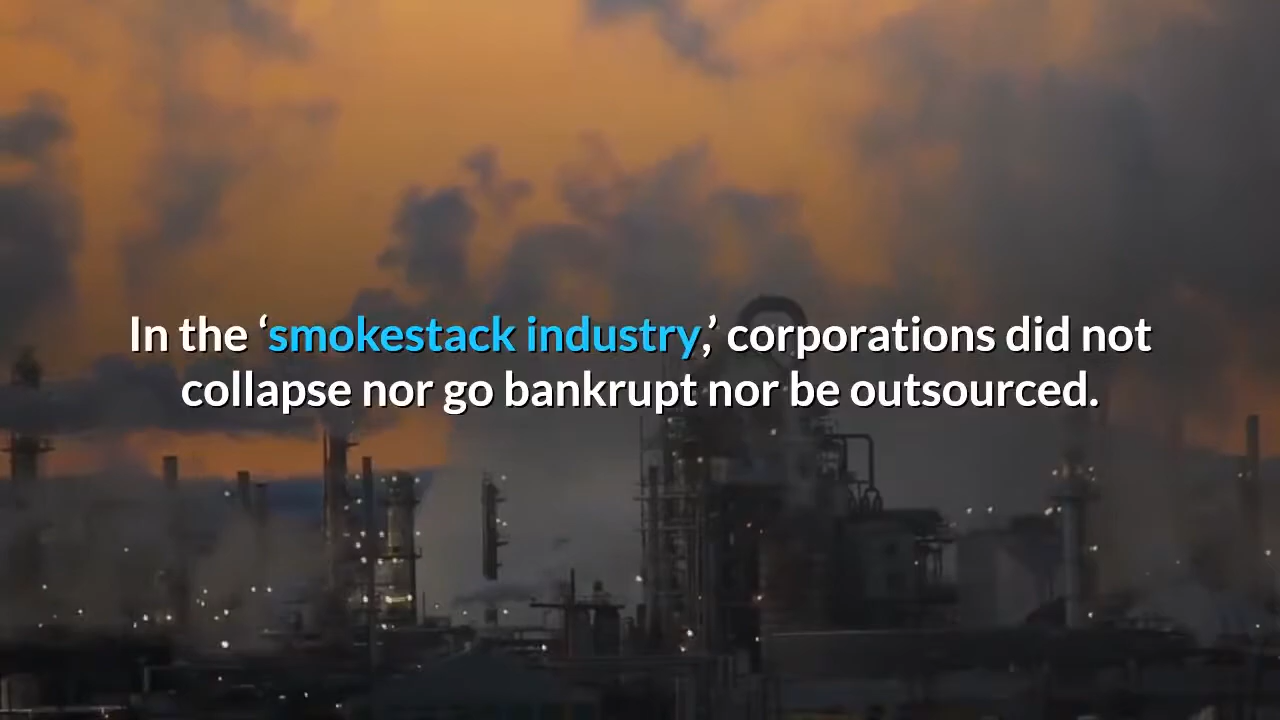 In the ‘smokestack industry,’ corporations did not
collapse nor go bankrupt nor be outsourced.